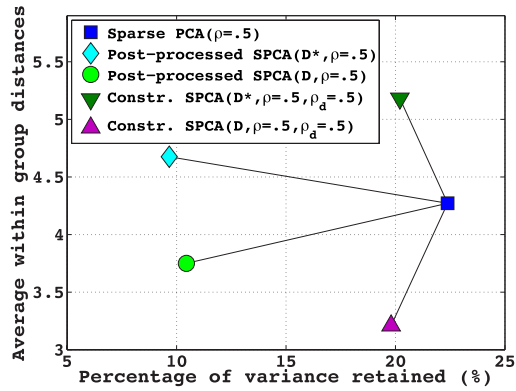 Sparse PCA(ρ=.5)
Post-processed SPCA(D*,ρ=.5)
Post-processed SPCA(D,ρ=.5)
Constr. SPCA(D*,ρ=.5,ρd=.5)
Constr. SPCA(D,ρ=.5,ρd=.5)
Average within group distances
5.5
5
4.5
4
3.5
3
5 10 15 20 25
Percentage of variance retained (%)